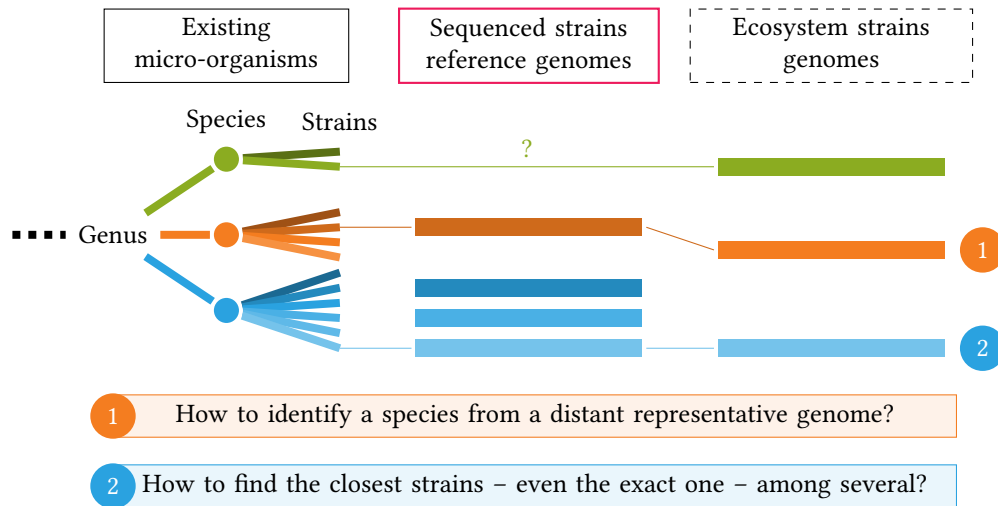 Existing
micro-organisms
Sequenced strains
reference genomes
Ecosystem strains
genomes
Species
Strains
?
Genus
1
2
1 How to identify a species from a distant representative genome?
2 How to find the closest strains – even the exact one – among several?